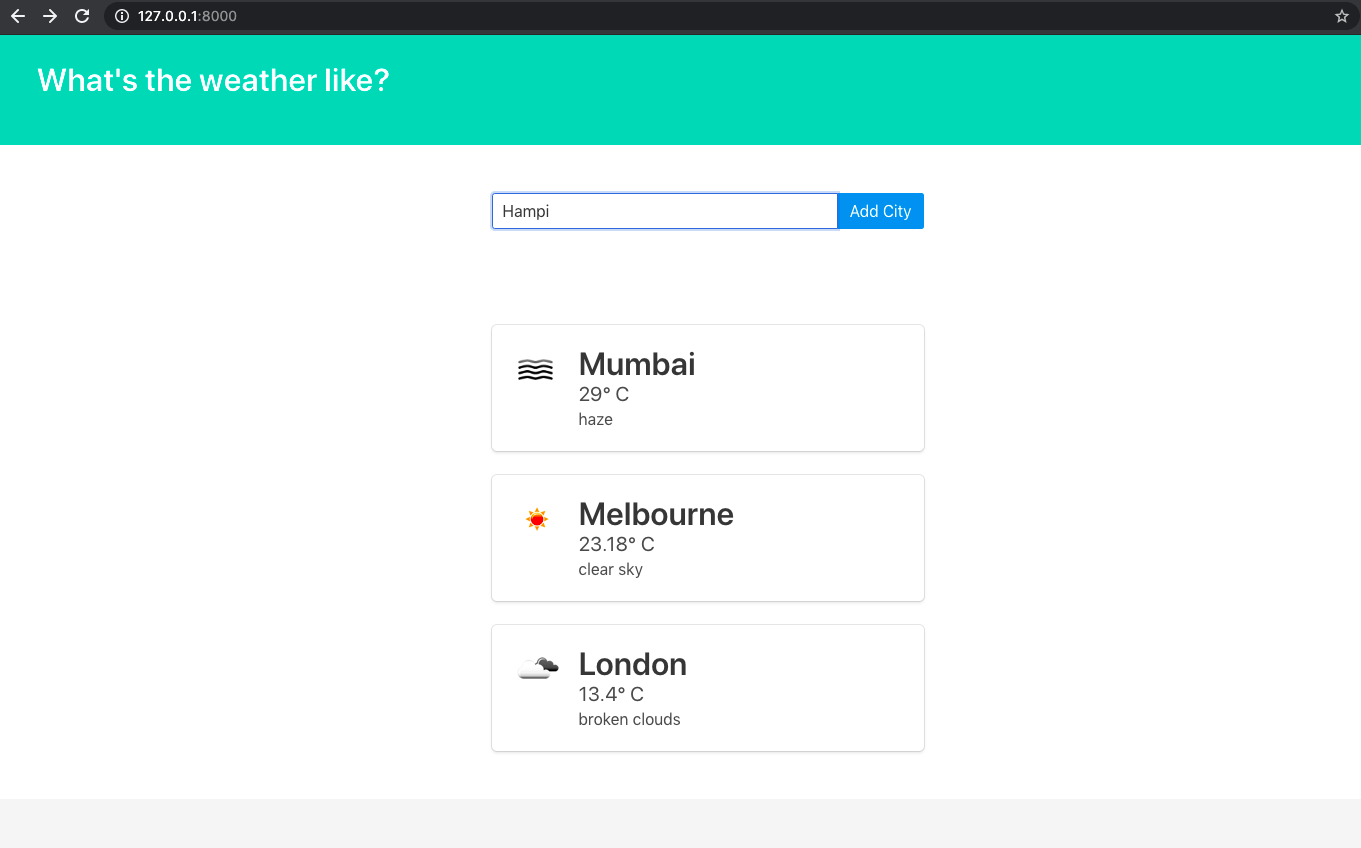 127.0.0.1:8000
What's the weather like?
Hampi
Add City
Mumbai
29° C
haze
Melbourne
23.18° C
clear sky
London
13.4° C
broken clouds